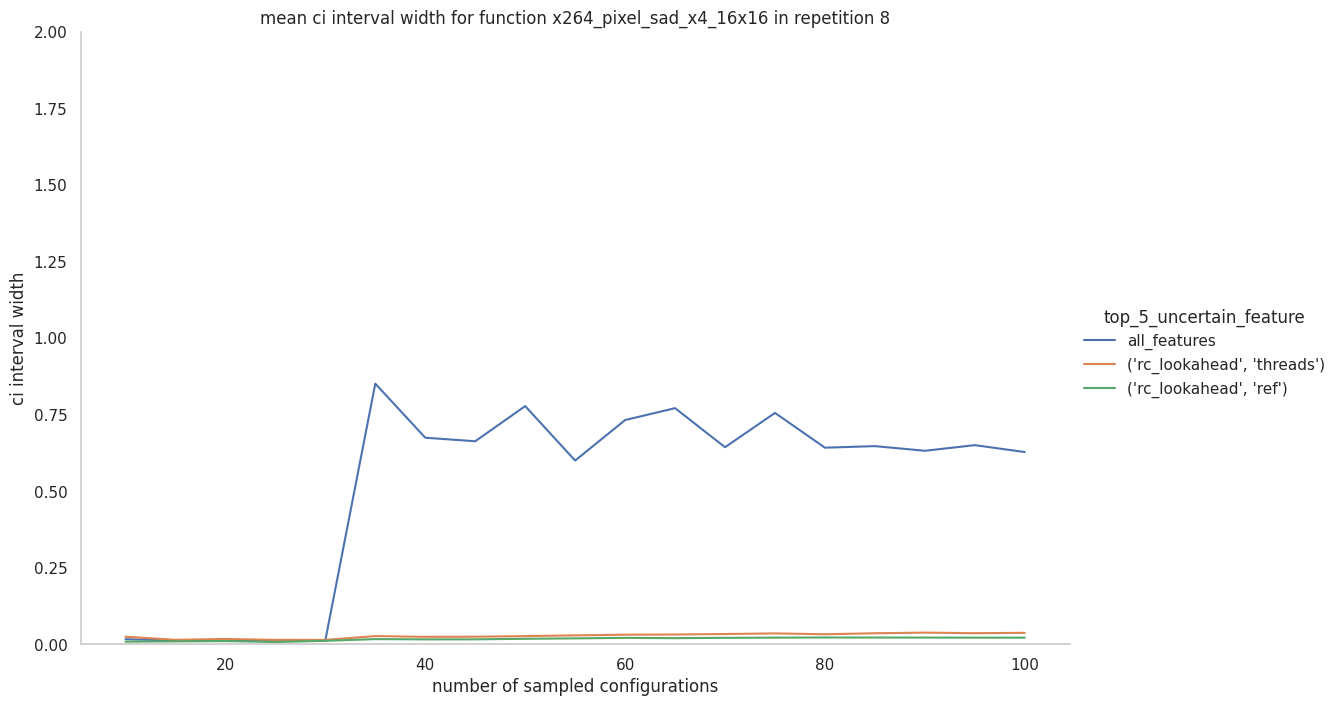 mean ci interval width for function x264_pixel_sad_x4_16x16 in repetition 8
2.00
1.75
1.50
1.25
1.00
0.75
0.50
0.25
0.00
ci interval width
20
40
60
80
100
number of sampled configurations
top_5_uncertain_feature
all_features
('rc_lookahead', 'threads')
('rc_lookahead', 'ref')